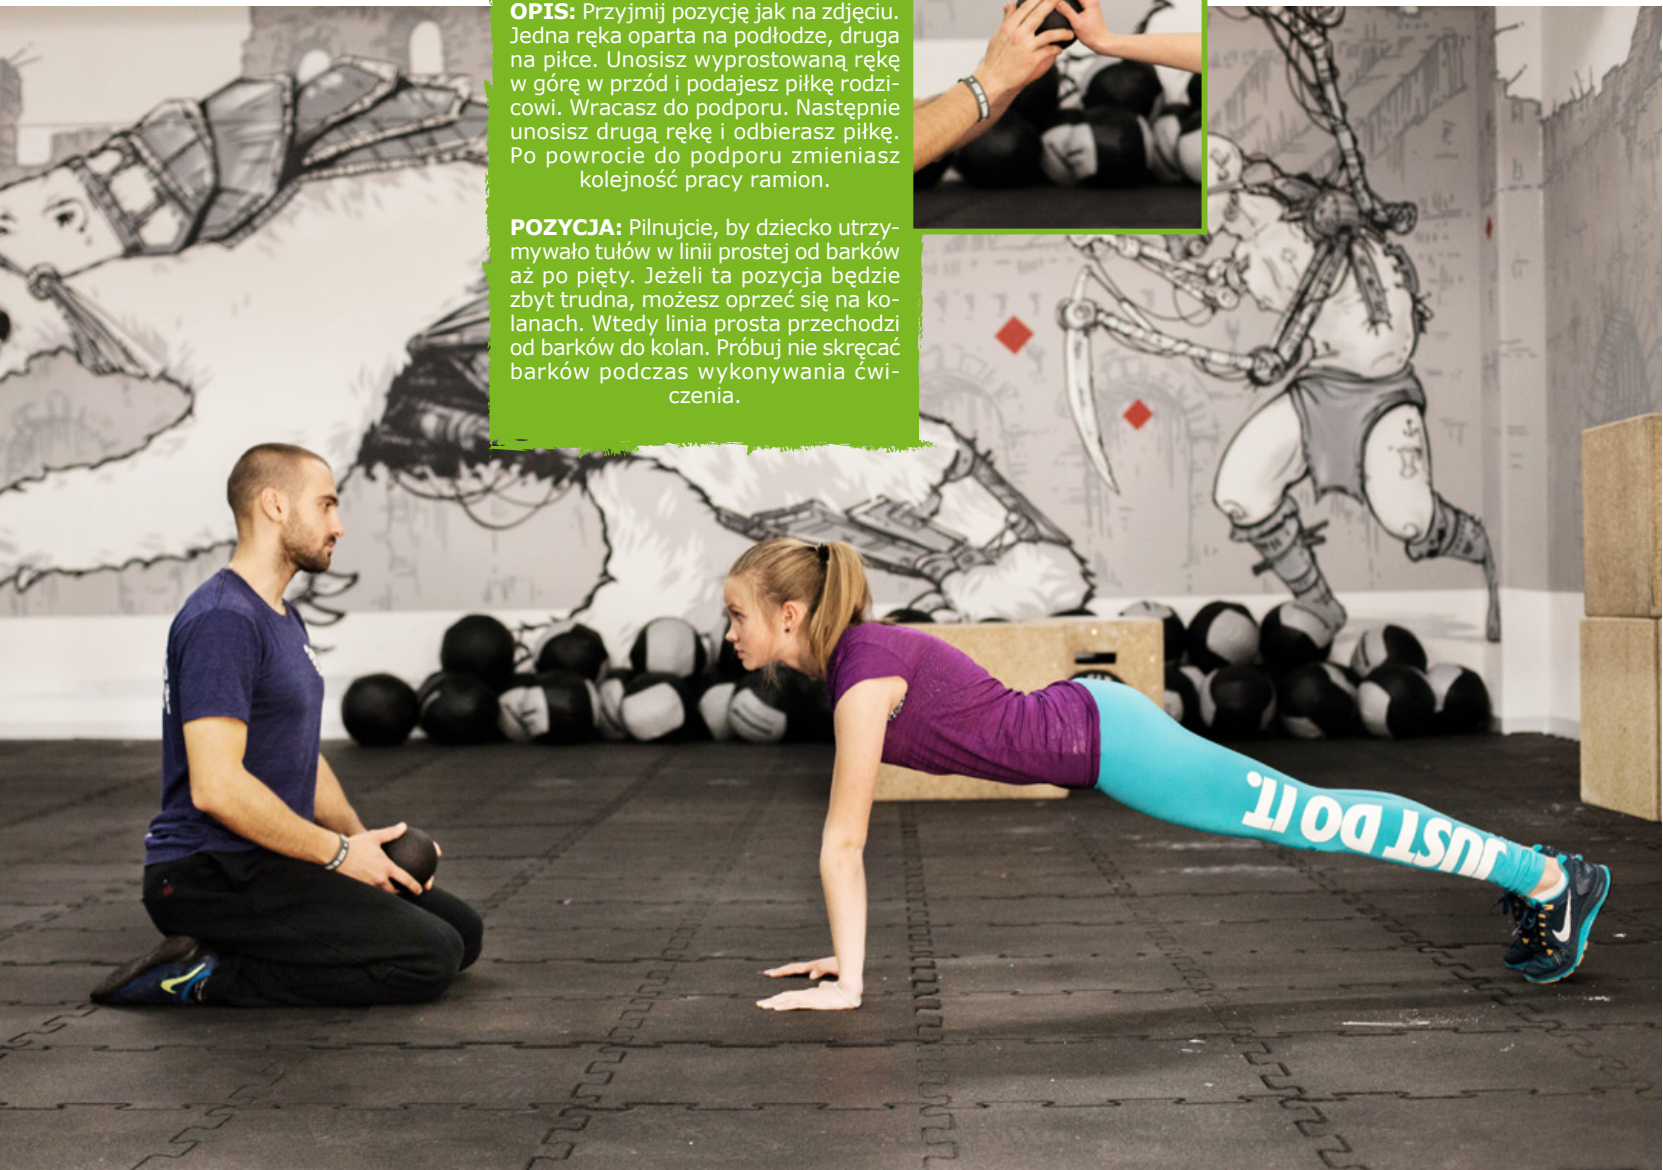 OPIS: Przyjmij pozycję jak na zdjęciu.
Jedna ręka oparta na podłodze, druga
na piłce. Unosisz wyprostowaną rękę
w górę w przód i podajesz piłkę rodzi-
cowi. Wracasz do podporu. Następnie
unosisz drugą rękę i odbierasz piłkę.
Po powrocie do podporu zmieniasz
kolejność pracy ramion.
POZYCJA: Pilnujcie, by dziecko utrzy-
mywało tułów w linii prostej od barków
aż po pięty. Jeżeli ta pozycja będzie
zbyt trudna, możesz oprzeć się na ko-
lanach. Wtedy linia prosta przechodzi
od barków do kolan. Próbuj nie skręcać
barków podczas wykonywania ćwi-
czenia.
JUST DO IT.